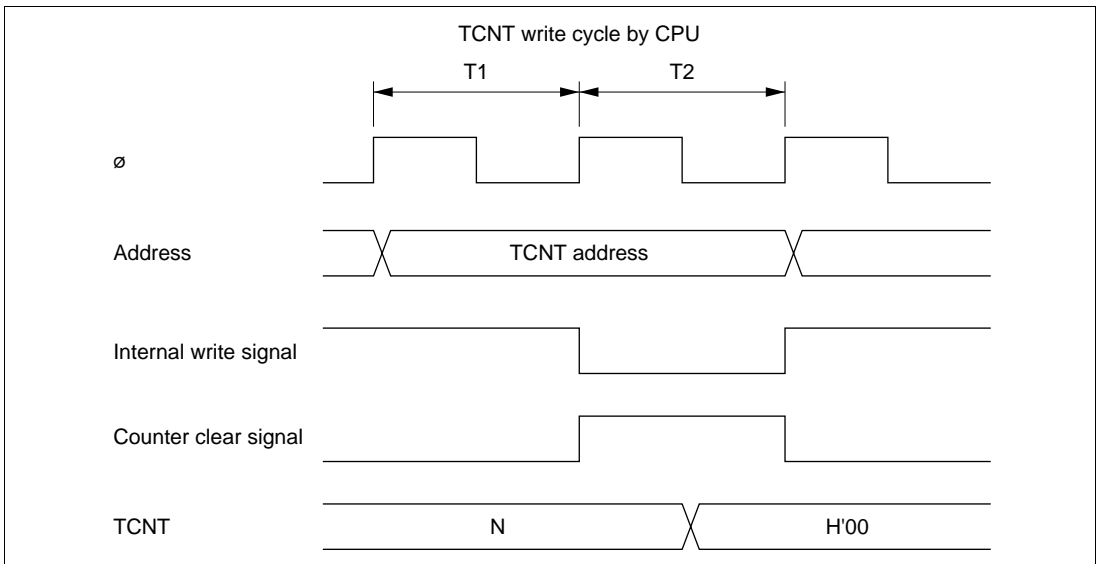 TCNT write cycle by CPU
T1 T2
ø
Address TCNT address
Internal write signal
Counter clear signal
TCNT N H'00